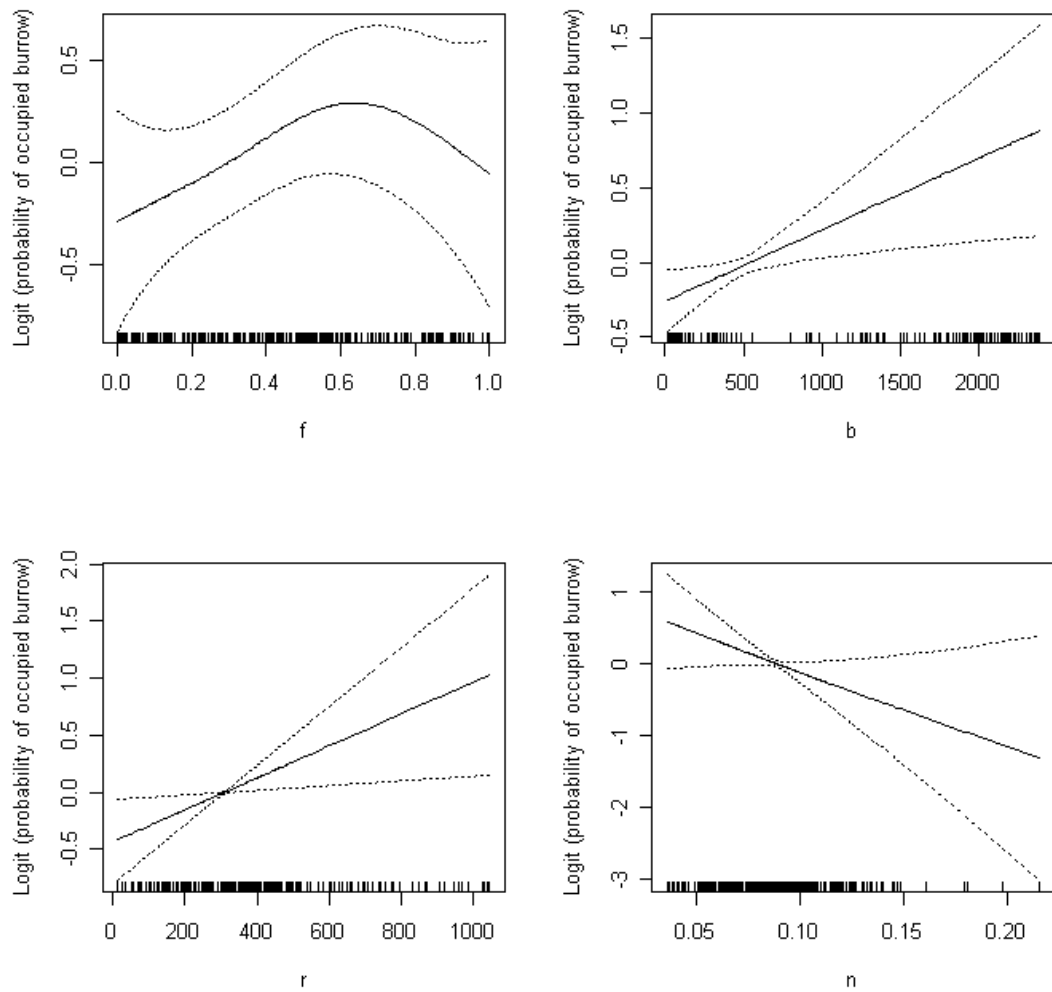 Logit (probability of occupied burrow)
0.5
0.0
-0.5
0.0 0.2 0.4 0.6 0.8 1.0
f
Logit (probability of occupied burrow)
1.5
1.0
0.5
0.0
-0.5
0 500 1000 1500 2000
b
Logit (probability of occupied burrow)
2.0
1.5
1.0
0.5
0.0
-0.5
0 200 400 600 800 1000
r
Logit (probability of occupied burrow)
1
0
-1
-2
-3
0.05 0.10 0.15 0.20
n